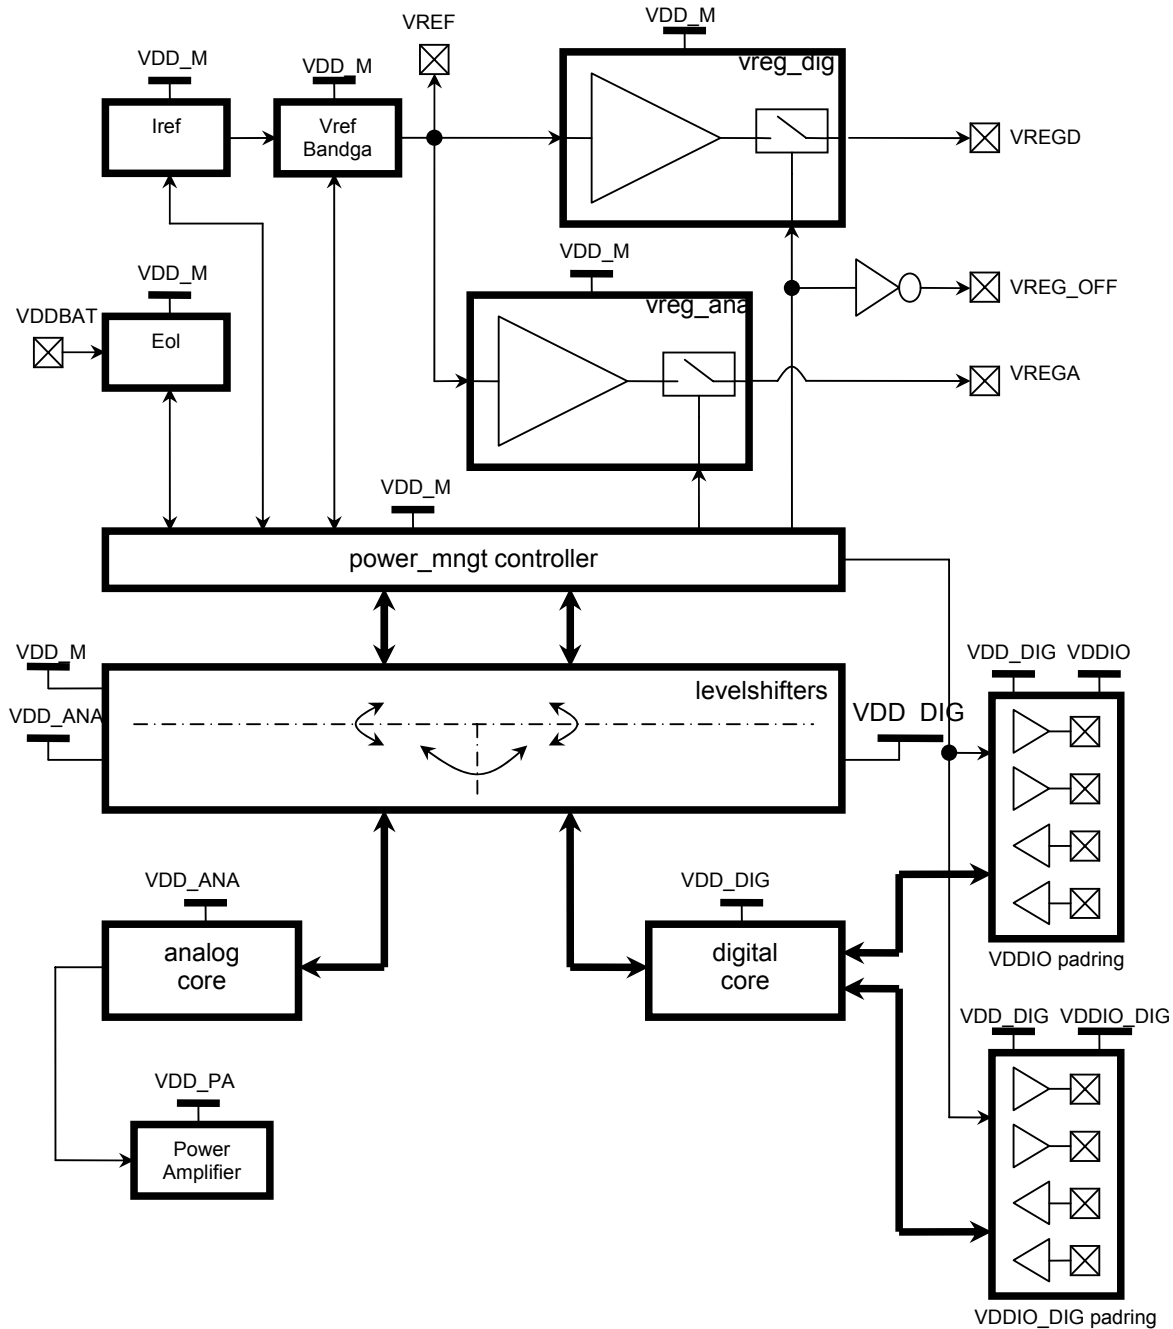 VREF
VDD_M
VDD_M
VDD_M
vreg_dig
Iref
Vref
Bandga
VREGD
VDD_M
VDD_M
VREG_OFF
vreg_ana
VDDBAT
Eol
VREGA
VDD_M
power_mngt controller
VDD_M
VDD_DIG
VDDIO
levelshifters
VDD_ANA
VDD_DIG
VDD_ANA
VDD_DIG
analog
core
digital
core
VDDIO padring
VDD_DIG
VDDIO_DIG
VDD_PA
Power
Amplifier
VDDIO_DIG padring